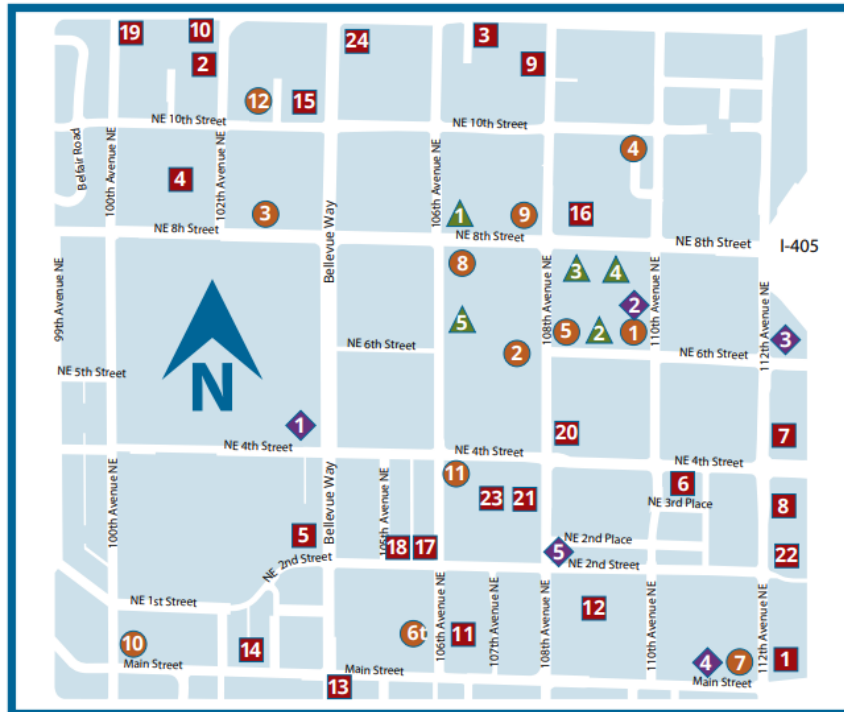 19
10
24
3
2
9
12
15
NE 10th Street
NE 10th Street
Belfair Road
100th Avenue NE
102th Avenue NE
4
4
106th Avenue NE
3
1
9
16
NE 8h Street
Bellevue Way
NE 8th Street
NE 8th Street
I-405
99th Avenue NE
8
3
4
108th Avenue NE
2
110th Avenue NE
5
5
2
1
3
112th Avenue NE
NE 6th Street
2
NE 6th Street
NE 5th Street
N
1
20
7
NE 4th Street
NE 4th Street
NE 4th Street
100th Avenue NE
Bellevue Way
105th Avenue NE
11
6
23
21
NE 3rd Place
8
5
18
17
NE 2nd Place
5
22
NE 2nd Street
NE 2nd Street
NE 1st Street
12
10
14
6t
106th Avenue NE
11
107th Avenue NE
108th Avenue NE
110th Avenue NE
112th Avenue NE
4
7
1
Main Street
Main Street
Main Street
13